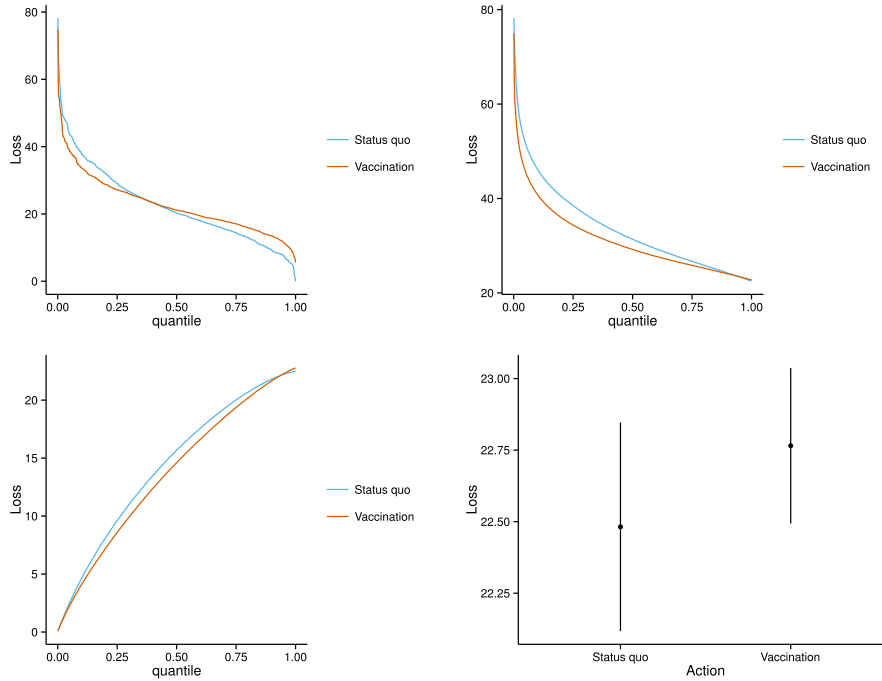 80
60
40
20
0
Loss
0.00 0.25 0.50 0.75 1.00
quantile
Status quo
Vaccination
80
60
40
20
Loss
0.00 0.25 0.50 0.75 1.00
quantile
Status quo
Vaccination
20
15
10
5
0
Loss
0.00 0.25 0.50 0.75 1.00
quantile
Status quo
Vaccination
23.00
22.75
22.50
22.25
Loss
Status quo Vaccination
Action